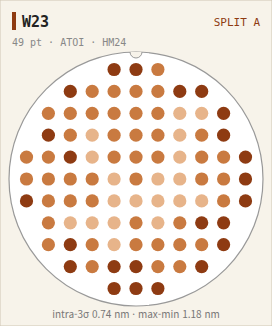 W23
SPLIT A
49 pt · ATOI · HM24
intra-3σ 0.74 nm · max-min 1.18 nm